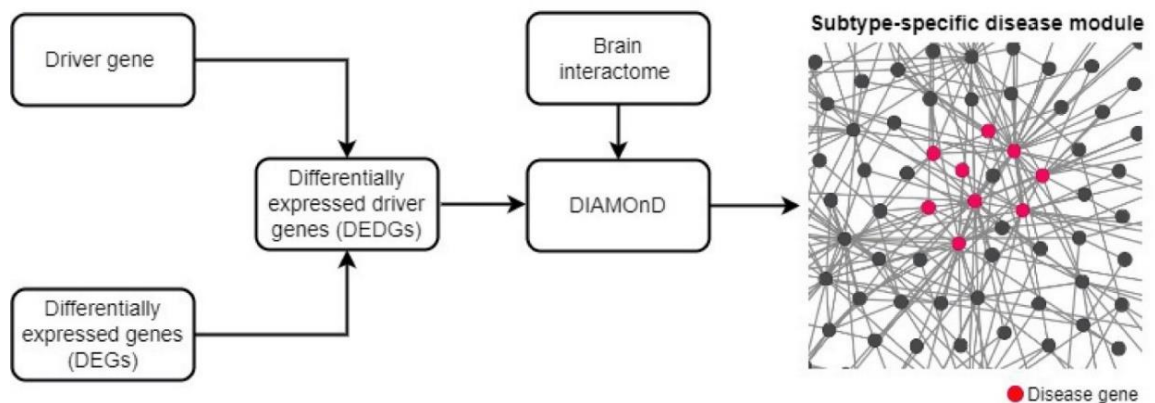 Driver gene
Differentially
expressed genes
(DEGs)
Differentially
expressed driver
genes (DEDGs)
Brain
interactome
DIAMOnD
Subtype-specific disease module
Disease gene